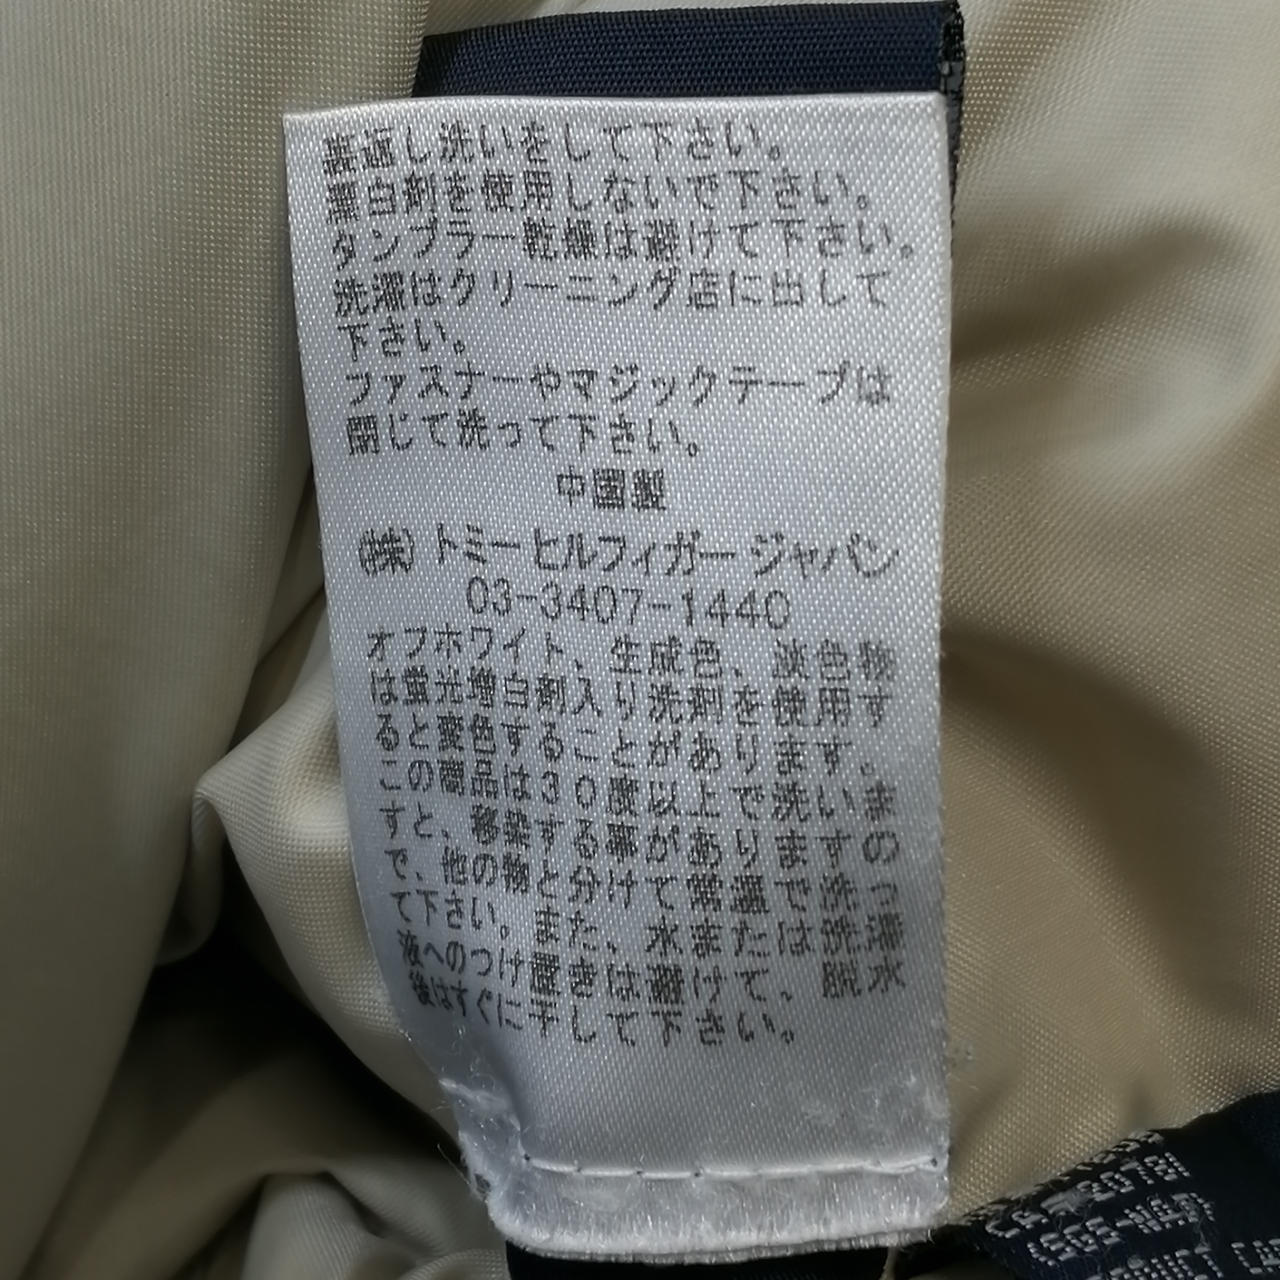 裏返し洗いをして下さい。
漂白剤を使用しないで下さい。
タンブラー乾燥は避けて下さい。
洗濯はクリーニング店に出して
下さい。
ファスナーやマジックテープは
閉じて洗って下さい。
中国製
(株)トミーヒルフィガージャパン
03-3407-1440
オフホワイト、生成色、淡色物
は蛍光増白剤入り洗剤を使用す
ると変色することがあります。
この商品は30度以上で洗いま
すと、移染する事がありますの
で、他の物と分けて常温で洗っ
て下さい。また、水または洗濯
液へのつけ置きは避けて、脱水
後はすぐに干して下さい。